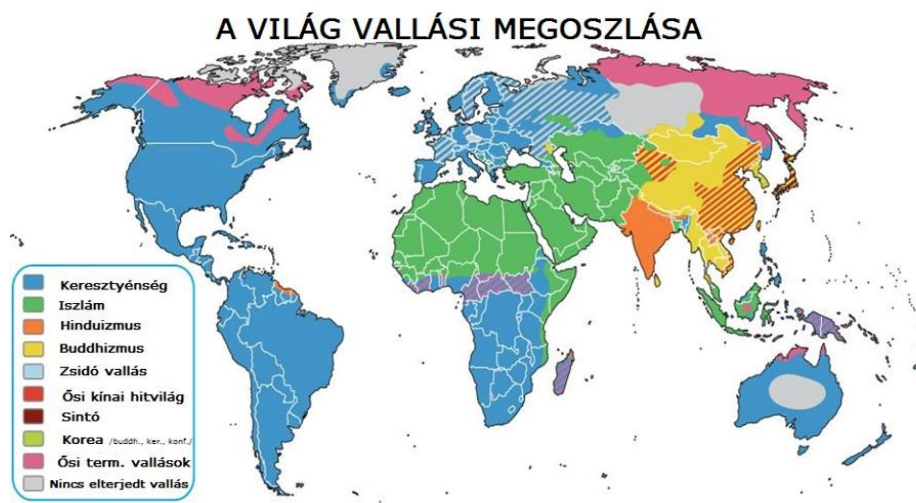 A VILÁG VALLÁSI MEGOSZLÁSA
Keresztyénség
Iszlám
Hinduizmus
Buddhizmus
Zsidó vallás
Ősi kínai hitvilág
Sintó
Korea /buddh., ker., konf./
Ősi term. vallások
Nincs elterjedt vallás